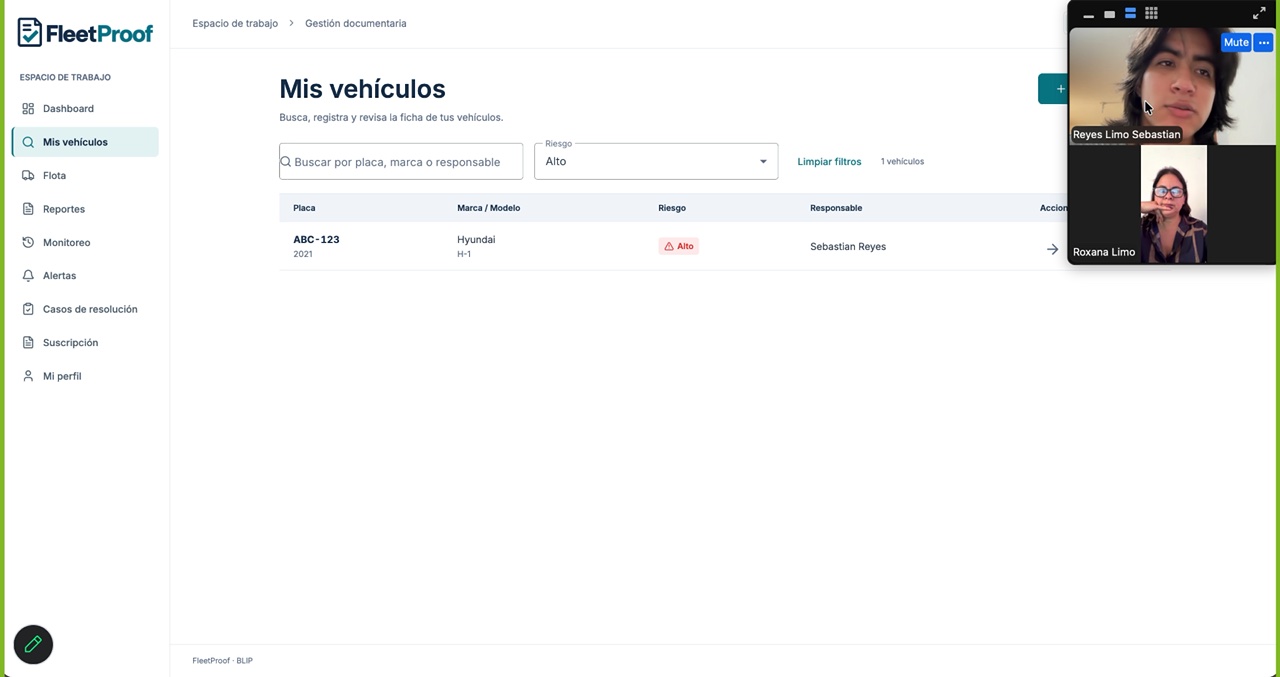 FleetProof
ESPACIO DE TRABAJO
Dashboard
Mis vehículos
Flota
Reportes
Monitoreo
Alertas
Casos de resolución
Suscripción
Mi perfil
Espacio de trabajo > Gestión documentaria
Mis vehículos
Busca, registra y revisa la ficha de tus vehículos.
+
Buscar por placa, marca o responsable
Riesgo
Alto
Limpiar filtros
1 vehículos
Placa Marca / Modelo Riesgo Responsable Accion
ABC-123 Hyundai Alto Sebastian Reyes
2021 H-1
FleetProof · BLIP
Mute
Reyes Limo Sebastian
Roxana Limo